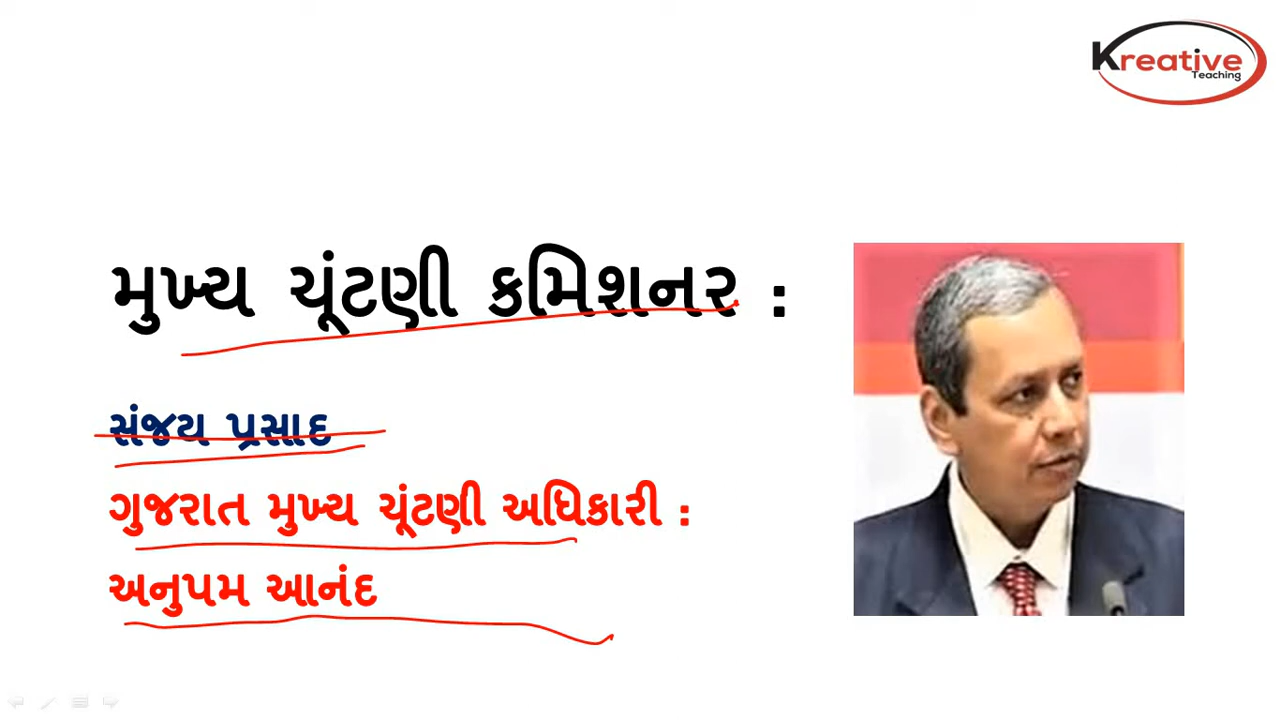 Kreative
Teaching
મુખ્ય ચૂંટણી કમિશનર :
સંજય પ્રસાદ
ગુજરાત મુખ્ય ચૂંટણી અધિકારી :
અનુપમ આનંદ